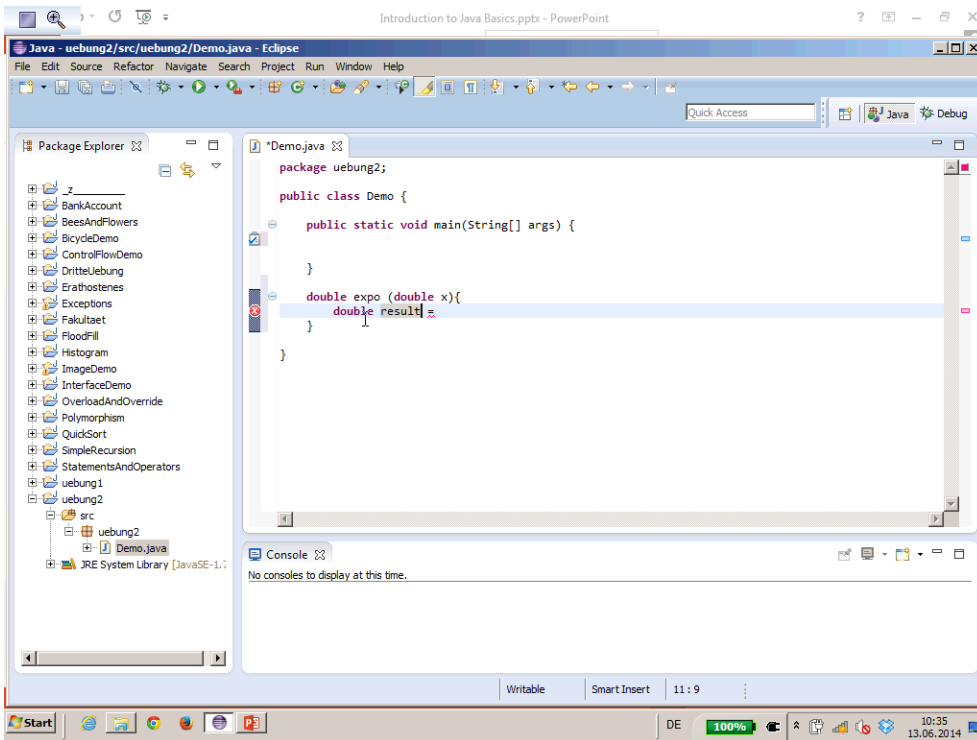 Introduction to Java Basics.pptx - PowerPoint
Java - uebung2/src/uebung2/Demo.java - Eclipse
File Edit Source Refactor Navigate Search Project Run Window Help
Quick Access
Java
Debug
Package Explorer
_z_________
BankAccount
BeesAndFlowers
BicycleDemo
ControlFlowDemo
DritteUebung
Erathostenes
Exceptions
Fakultaet
FloodFill
Histogram
ImageDemo
InterfaceDemo
OverloadAndOverride
Polymorphism
QuickSort
SimpleRecursion
StatementsAndOperators
uebung1
uebung2
src
uebung2
Demo.java
JRE System Library [JavaSE-1.7
*Demo.java
package uebung2;
public class Demo {
public static void main(String[] args) {
}
double expo (double x){
double result =
}
}
Console
No consoles to display at this time.
Writable
Smart Insert
11 : 9
Start
DE
100%
10:35
13.06.2014